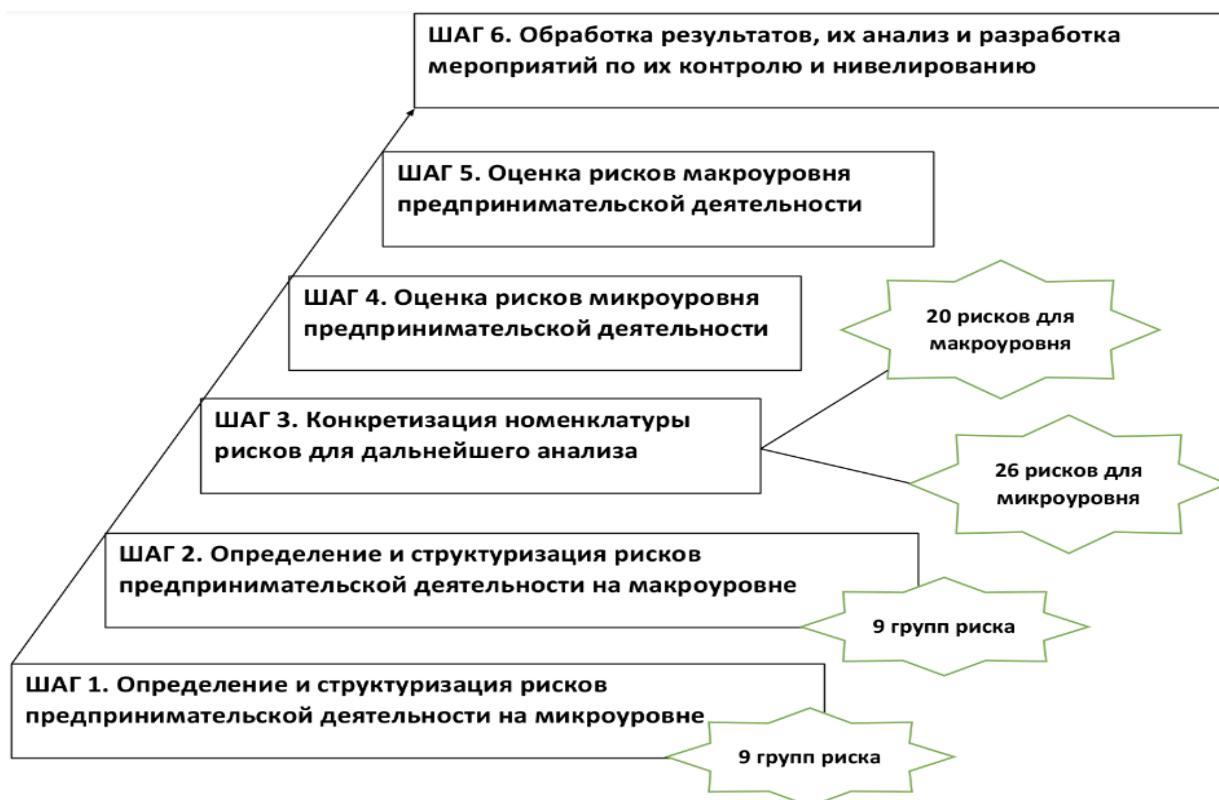 ШАГ 6. Обработка результатов, их анализ и разработка
мероприятий по их контролю и нивелированию
ШАГ 5. Оценка рисков макроуровня
предпринимательской деятельности
ШАГ 4. Оценка рисков микроуровня
предпринимательской деятельности
20 рисков для
макроуровня
ШАГ 3. Конкретизация номенклатуры
рисков для дальнейшего анализа
26 рисков для
микроуровня
ШАГ 2. Определение и структуризация рисков
предпринимательской деятельности на макроуровне
9 групп риска
ШАГ 1. Определение и структуризация рисков
предпринимательской деятельности на микроуровне
9 групп риска